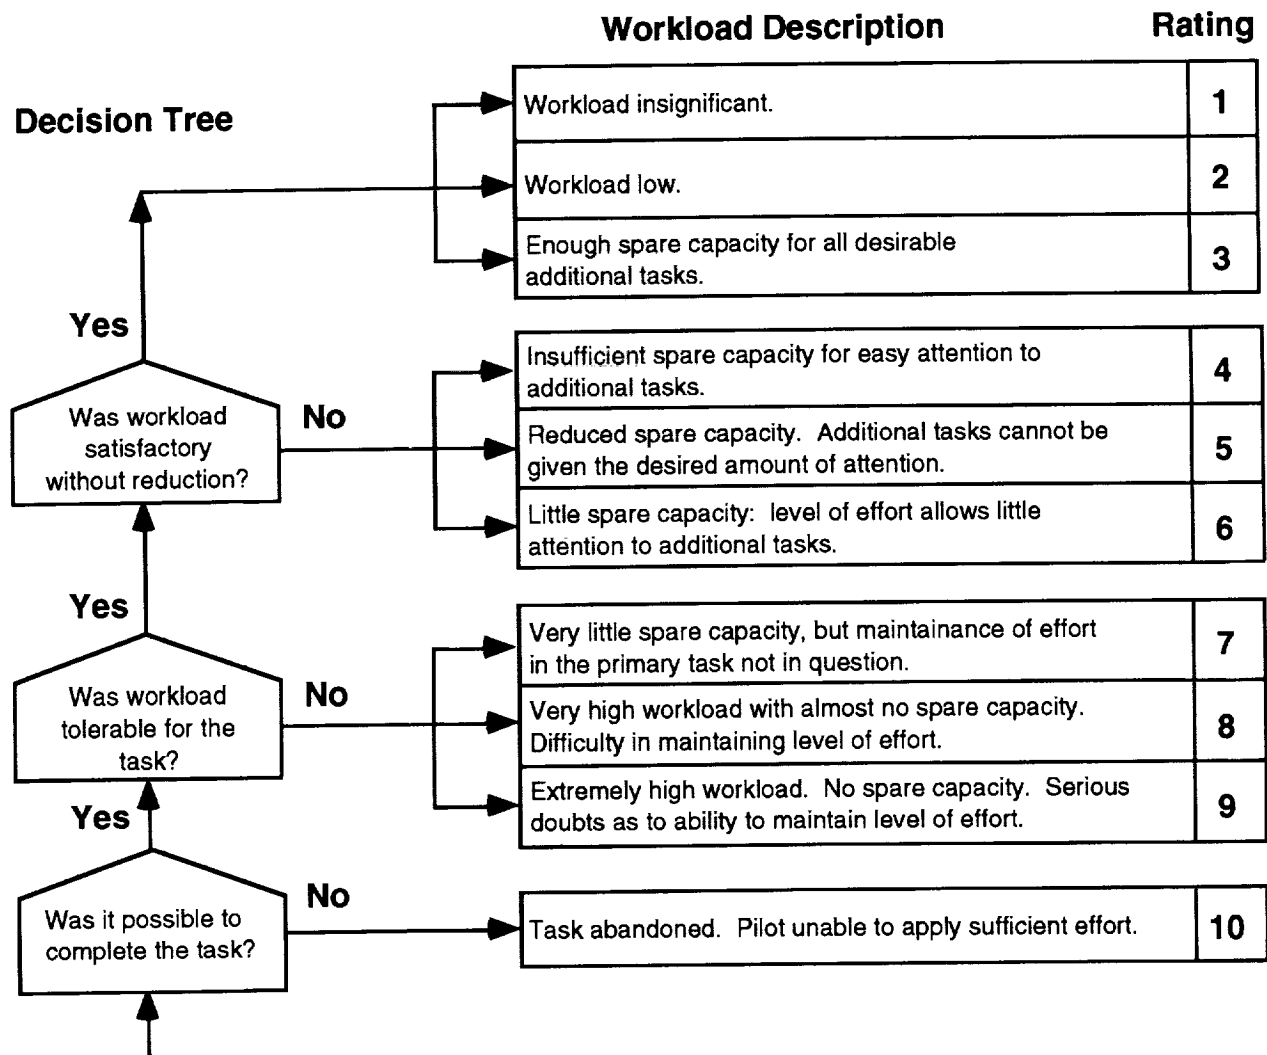 Workload Description Rating
Decision Tree
Workload insignificant. 1
Workload low. 2
Enough spare capacity for all desirable
additional tasks. 3
Yes
Was workload
satisfactory
without reduction?
No
Insufficient spare capacity for easy attention to
additional tasks. 4
Reduced spare capacity. Additional tasks cannot be
given the desired amount of attention. 5
Little spare capacity: level of effort allows little
attention to additional tasks. 6
Yes
Was workload
tolerable for the
task?
No
Very little spare capacity, but maintainance of effort
in the primary task not in question. 7
Very high workload with almost no spare capacity.
Difficulty in maintaining level of effort. 8
Extremely high workload. No spare capacity. Serious
doubts as to ability to maintain level of effort. 9
Yes
Was it possible to
complete the task?
No
Task abandoned. Pilot unable to apply sufficient effort. 10